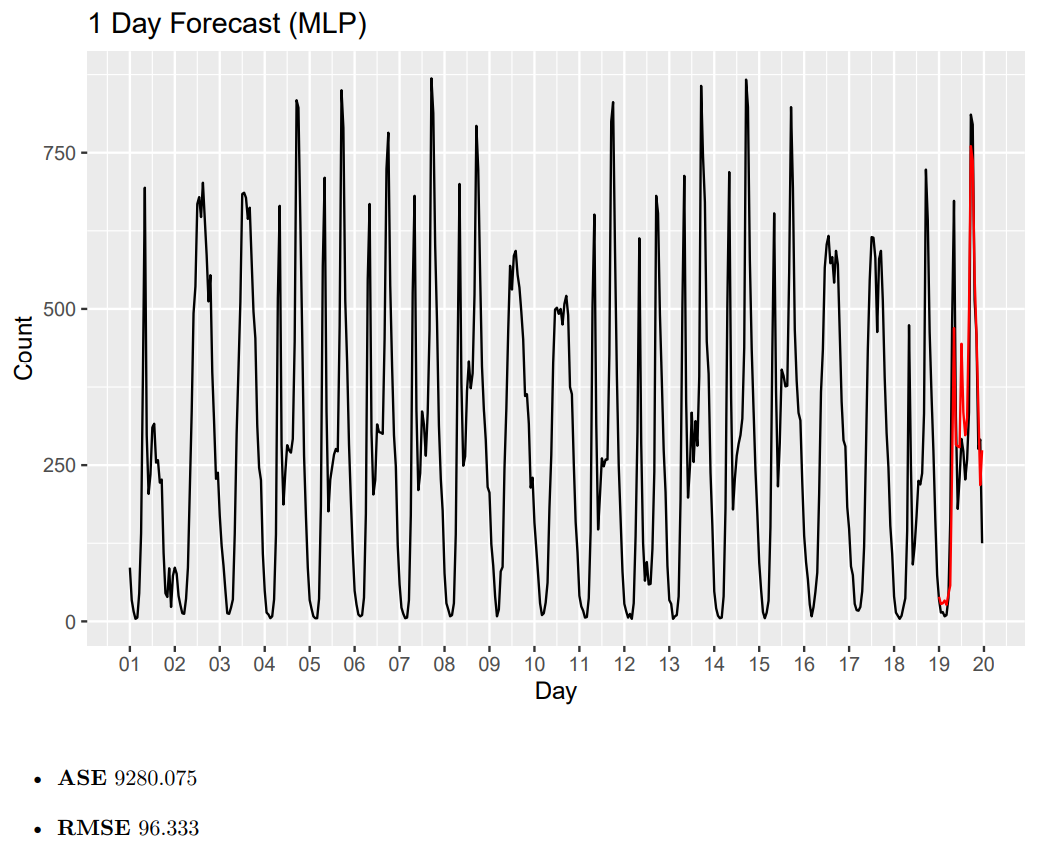 1 Day Forecast (MLP)
750
500
250
0
Count
01 02 03 04 05 06 07 08 09 10 11 12 13 14 15 16 17 18 19 20
Day
• ASE 9280.075
• RMSE 96.333